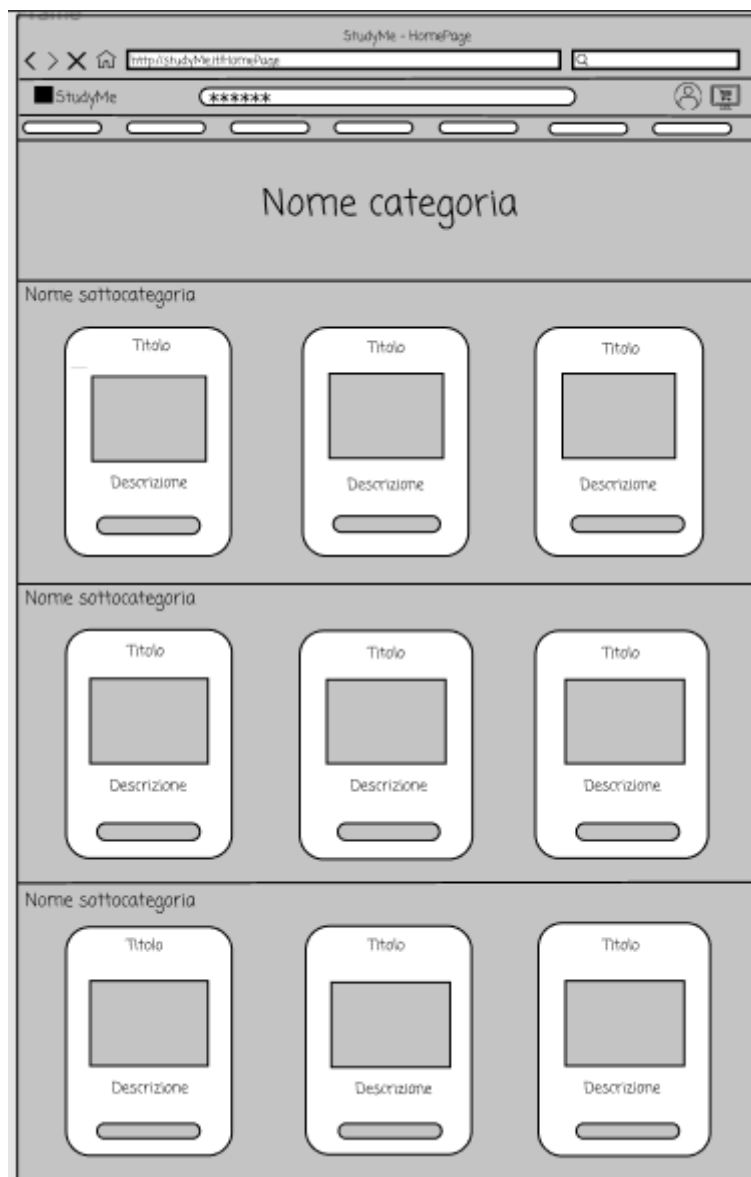 Frame
StudyMe - HomePage
http://studyMe.it/HomePage
StudyMe
******
Nome categoria
Nome sottocategoria
Titolo Titolo Titolo
Descrizione Descrizione Descrizione
Nome sottocategoria
Titolo Titolo Titolo
Descrizione Descrizione Descrizione
Nome sottocategoria
Titolo Titolo Titolo
Descrizione Descrizione Descrizione